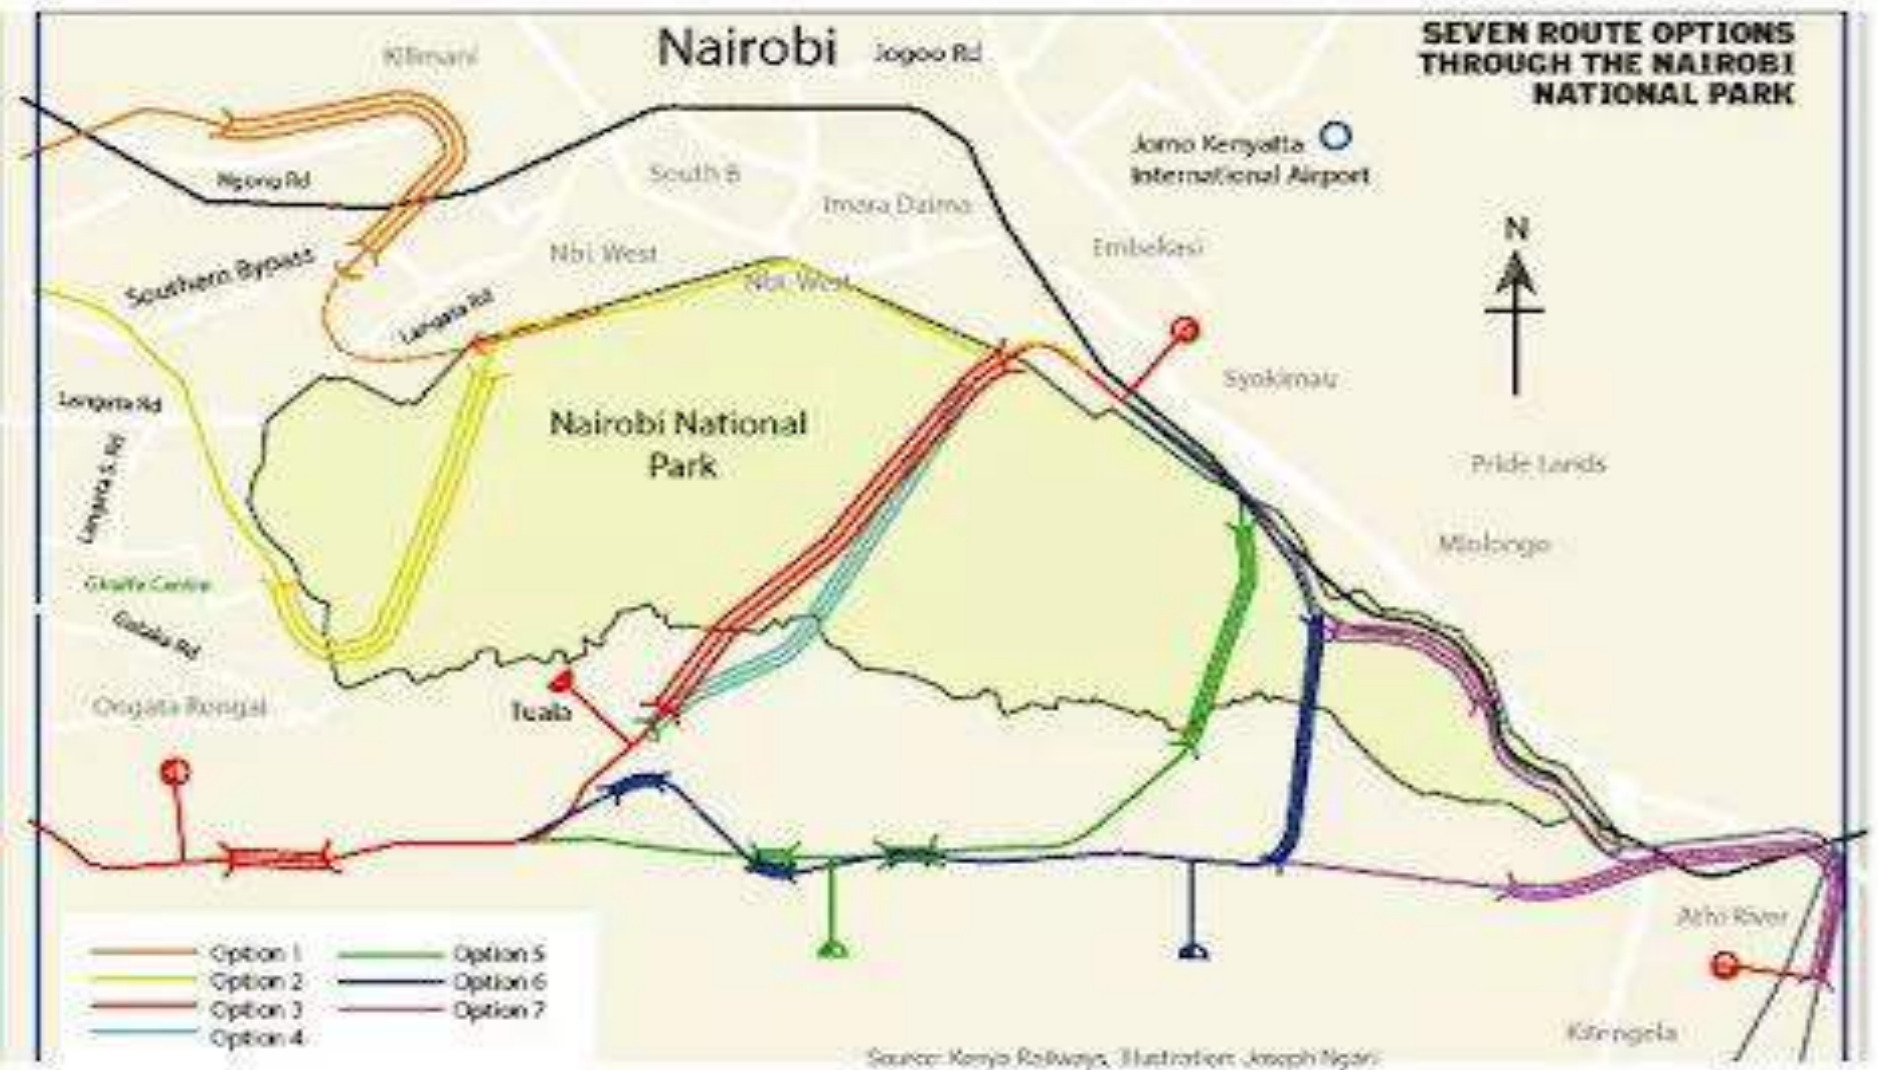 SEVEN ROUTE OPTIONS
THROUGH THE NAIROBI
NATIONAL PARK
Nairobi
Jogoo Rd
Kilimani
Jomo Kenyatta
International Airport
Ngong Rd
South B
Imara Daima
N
Embekasi
Nbi West
Nbi West
Southern Bypass
Langata Rd
Syokimau
Langata Rd
Nairobi National
Park
Langata S. Rd
Pride Lands
Mlolongo
Giraffe Centre
Ongata Rongai
Tuala
Athi River
Kitengela
Option 1
Option 2
Option 3
Option 4
Option 5
Option 6
Option 7
Source: Kenya Railways, Illustration: Joseph Ngari